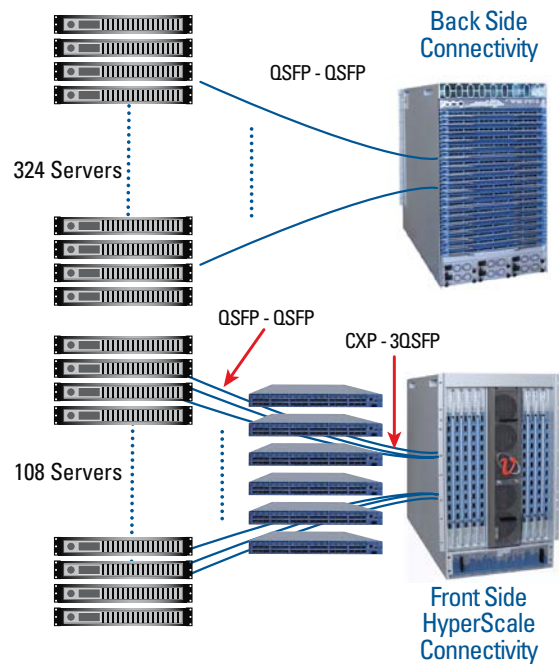 Back Side
Connectivity
QSFP - QSFP
324 Servers
QSFP - QSFP
CXP - 3QSFP
108 Servers
Front Side
HyperScale
Connectivity